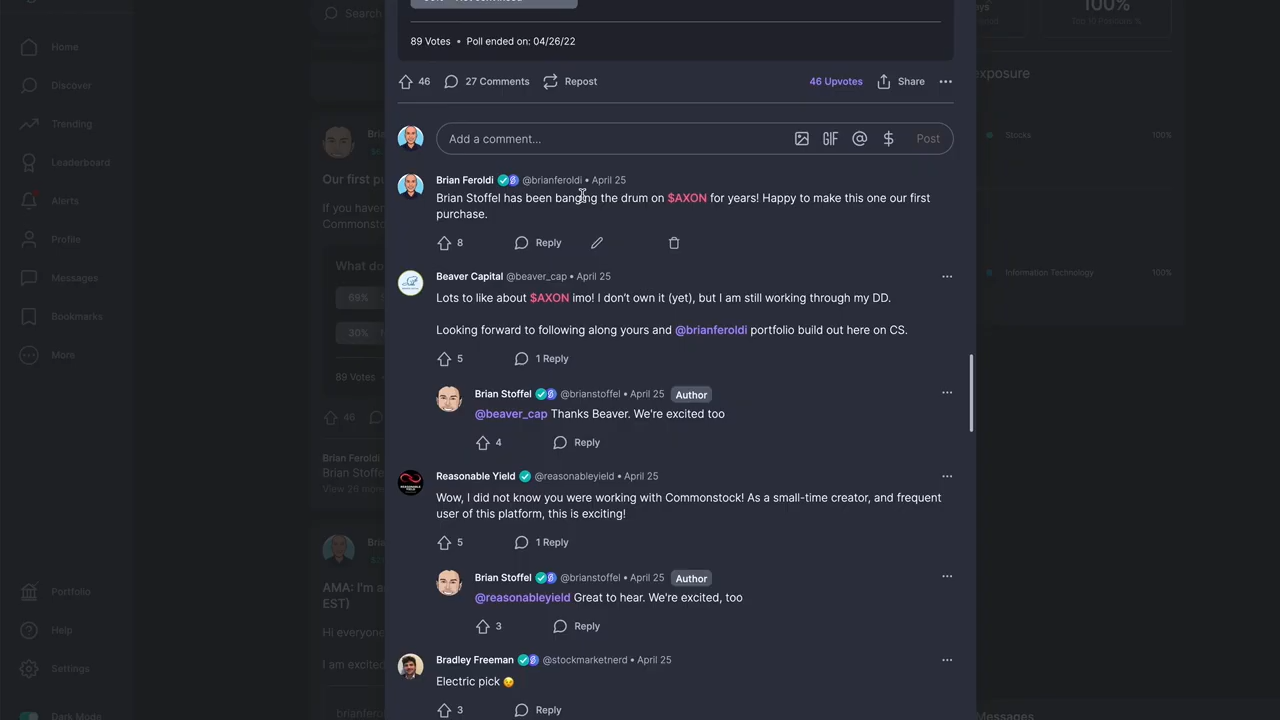 Search
100%
Top 10 Positions %
Home
Discover
Trending
Leaderboard
Alerts
Profile
Messages
Bookmarks
More
Portfolio
Help
Settings
Dark Mode
Our first p
If you have
Commonsto
What do
69%
30%
89 Votes •
46
Brian Feroldi
Brian Stoffe
View 26 more
AMA: I'm a
EST)
Hi everyone
I am excited
brianferol
89 Votes • Poll ended on: 04/26/22
46 27 Comments Repost 46 Upvotes Share
Add a comment... GIF @ $ Post
Brian Feroldi @brianferoldi • April 25
Brian Stoffel has been banging the drum on $AXON for years! Happy to make this one our first
purchase.
8 Reply
Beaver Capital @beaver_cap • April 25
Lots to like about $AXON imo! I don't own it (yet), but I am still working through my DD.
Looking forward to following along yours and @brianferoldi portfolio build out here on CS.
5 1 Reply
Brian Stoffel @brianstoffel • April 25 Author
@beaver_cap Thanks Beaver. We're excited too
4 Reply
Reasonable Yield @reasonableyield • April 25
Wow, I did not know you were working with Commonstock! As a small-time creator, and frequent
user of this platform, this is exciting!
5 1 Reply
Brian Stoffel @brianstoffel • April 25 Author
@reasonableyield Great to hear. We're excited, too
3 Reply
Bradley Freeman @stockmarketnerd • April 25
Electric pick 😉
3 Reply
exposure
Stocks 100%
Information Technology 100%
Messages